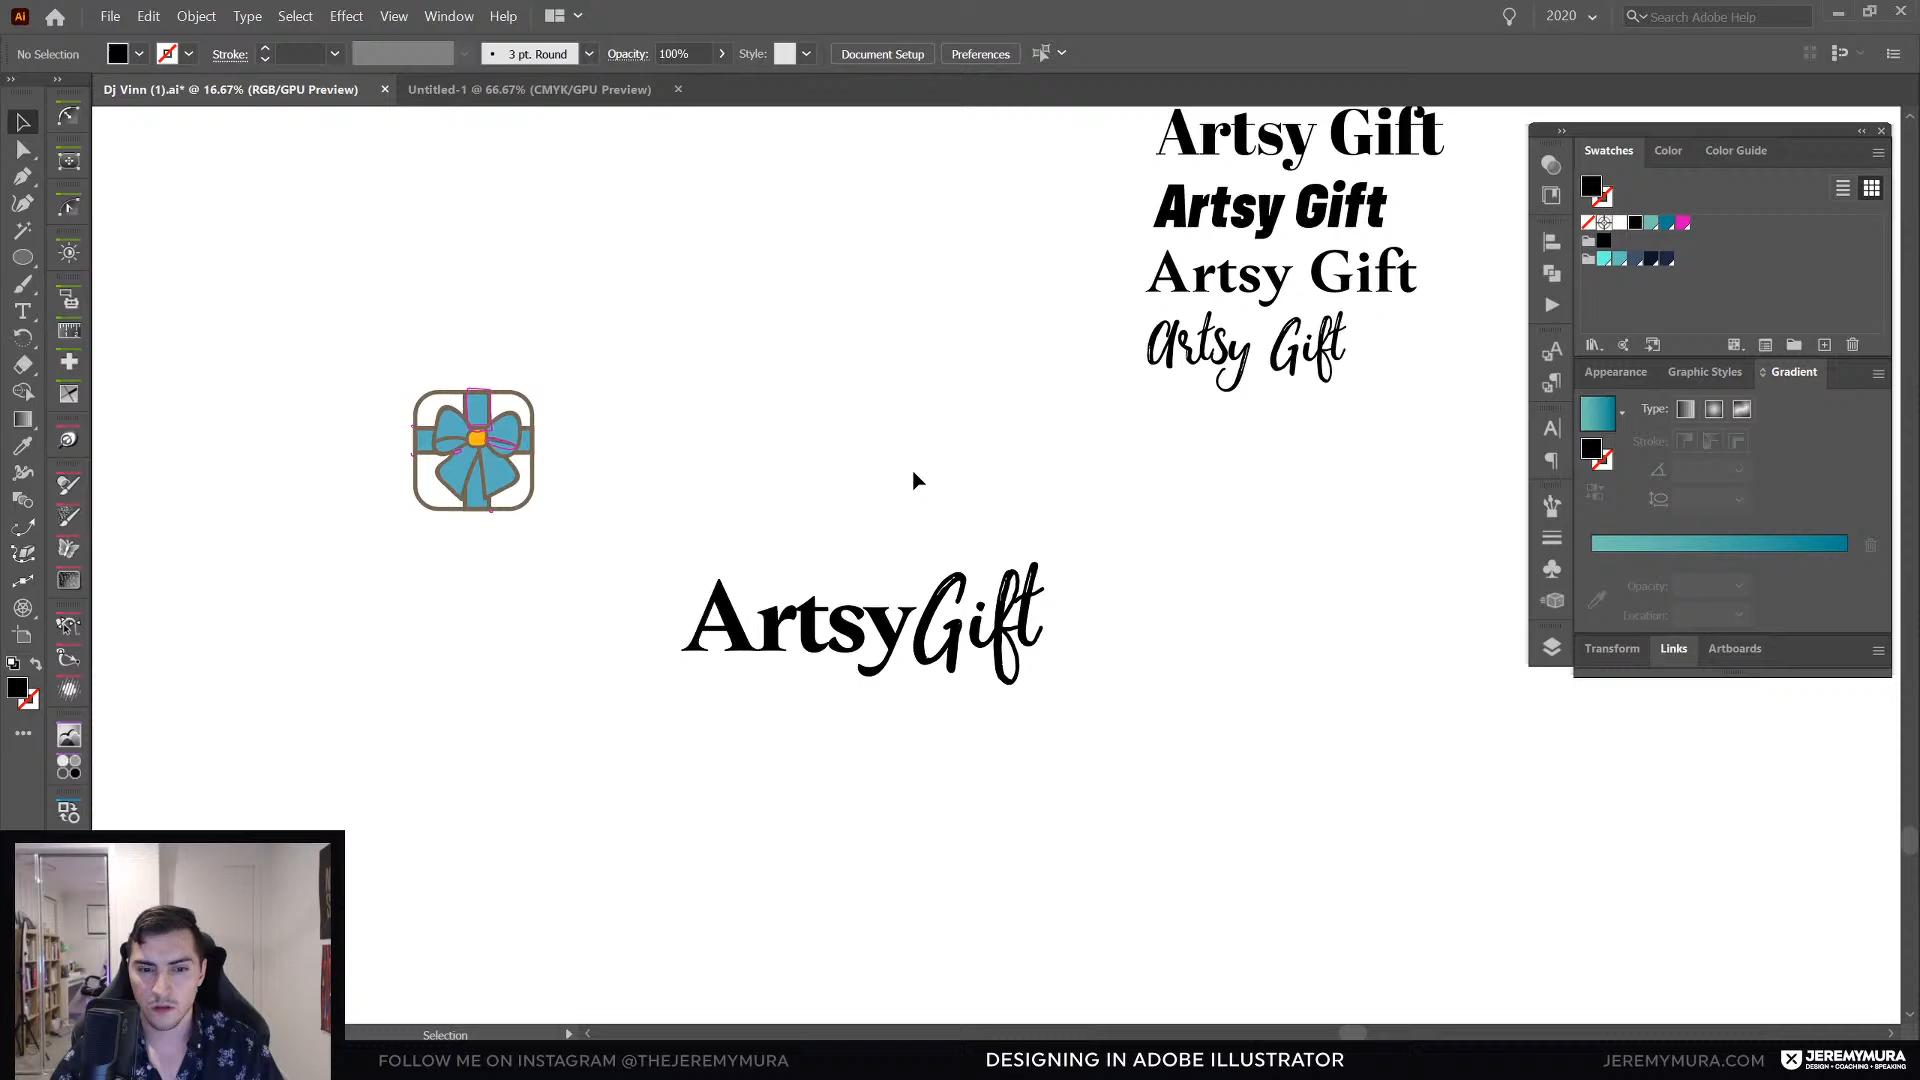 Ai File Edit Object Type Select Effect View Window Help
2020
Search Adobe Help
No Selection
Stroke:
3 pt. Round
Opacity: 100%
Style:
Document Setup
Preferences
Dj Vinn (1).ai* @ 16.67% (RGB/GPU Preview)
Untitled-1 @ 66.67% (CMYK/GPU Preview)
Artsy Gift
Artsy Gift
Artsy Gift
Artsy Gift
ArtsyGift
Swatches Color Color Guide
Appearance Graphic Styles Gradient
Type:
Stroke:
Opacity:
Location:
Transform Links Artboards
Selection
FOLLOW ME ON INSTAGRAM @THEJEREMYMURA
DESIGNING IN ADOBE ILLUSTRATOR
JEREMYMURA.COM
JEREMYMURA
DESIGN • COACHING • SPEAKING